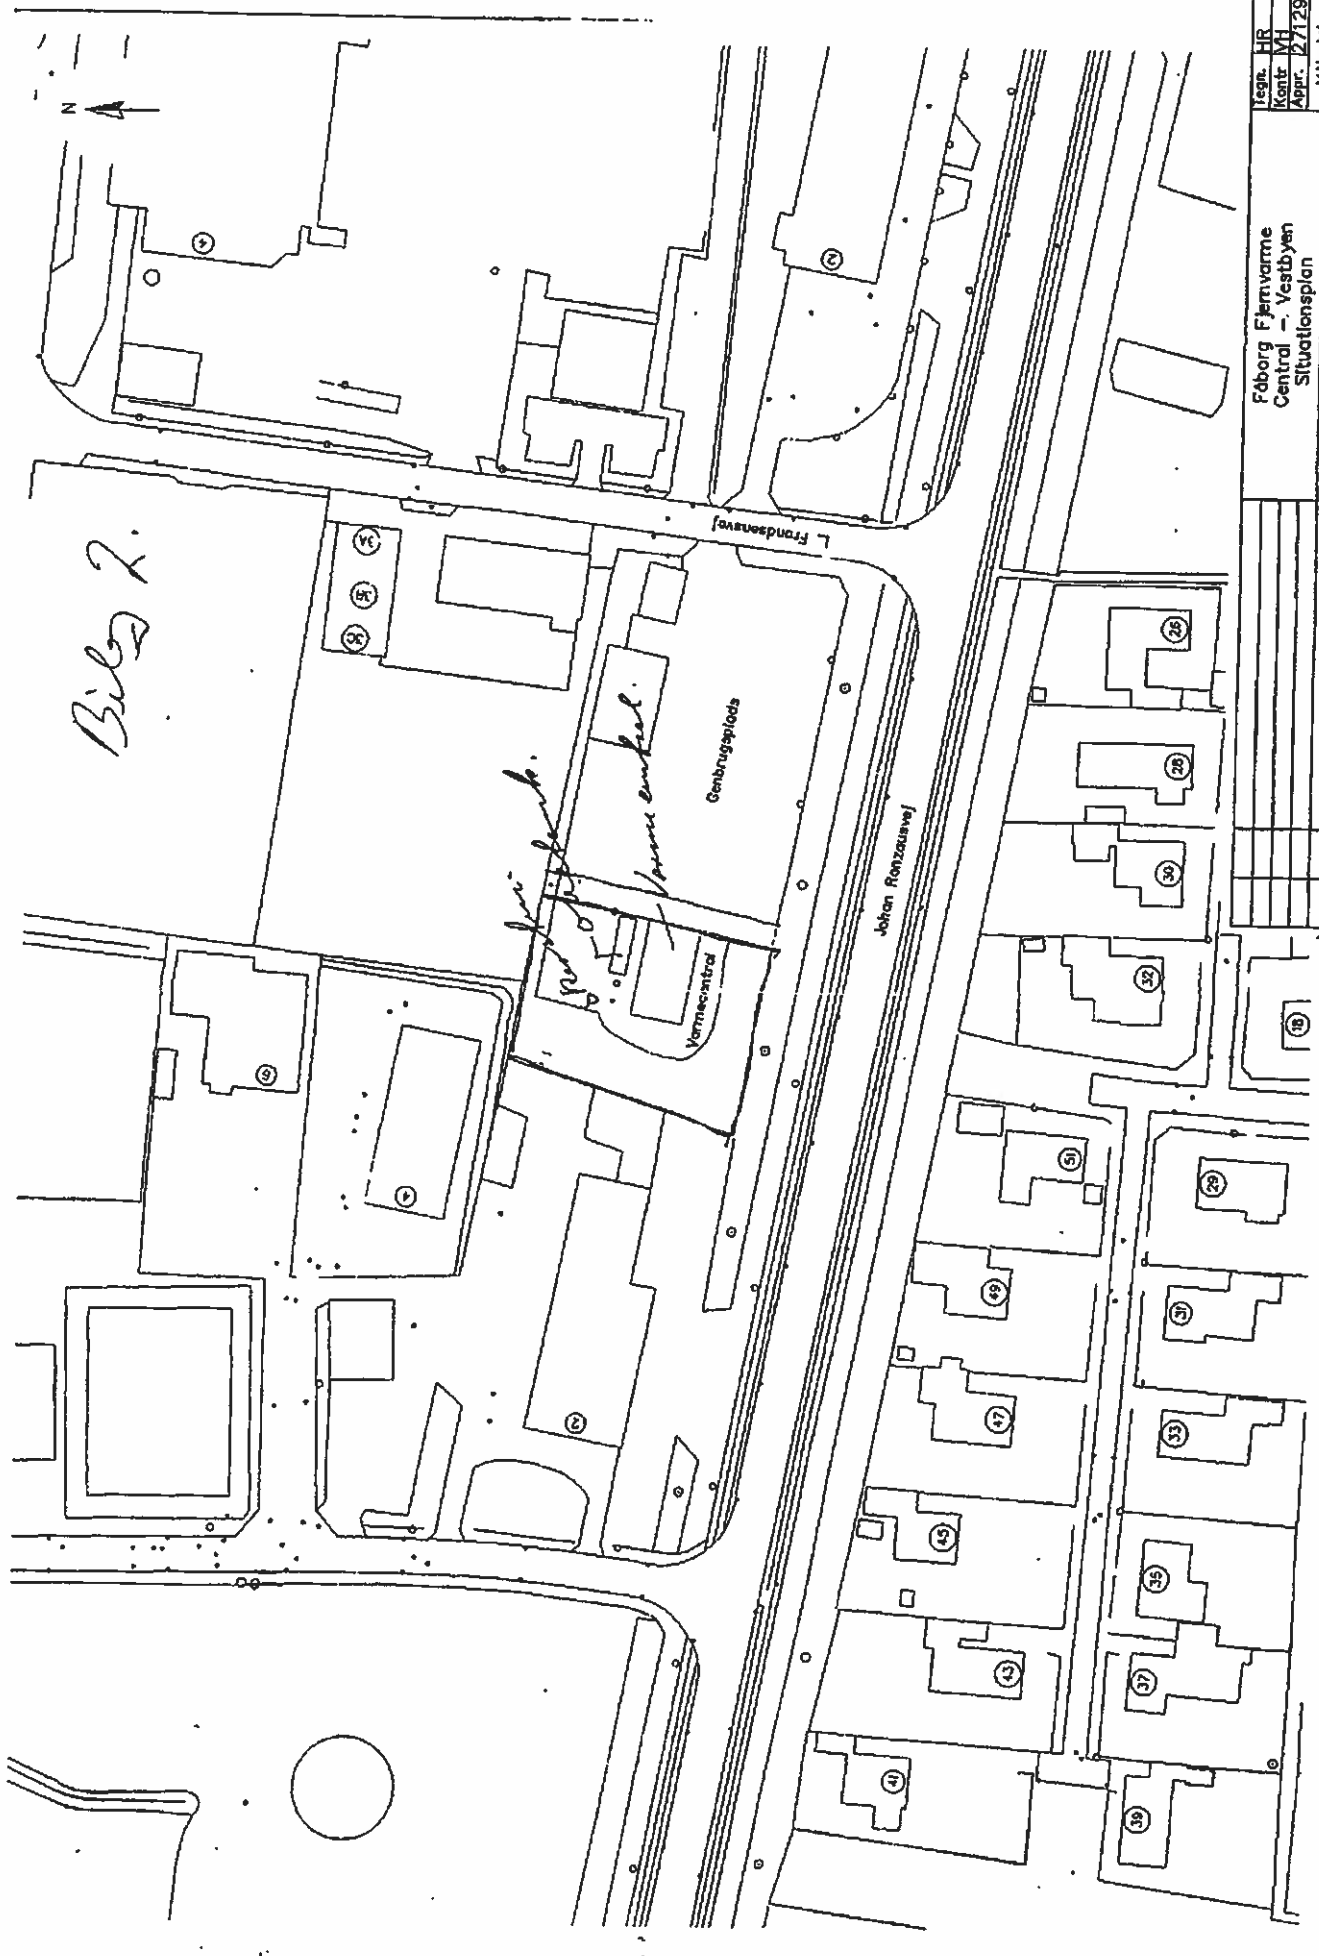 Bilag 2.
N
4
2
3A
3B
3C
L. Frandsensvej
Genbrugsplads
Varmecentral
Varmecentral.
Johan Ranzausvej
6
4
2
26
28
30
32
18
51
29
49
31
47
33
45
35
43
37
41
39
Fåborg Fjernvarme
Central – Vestbyen
Situationsplan
Tegn. HR
Kontr VH
Appr. 27129